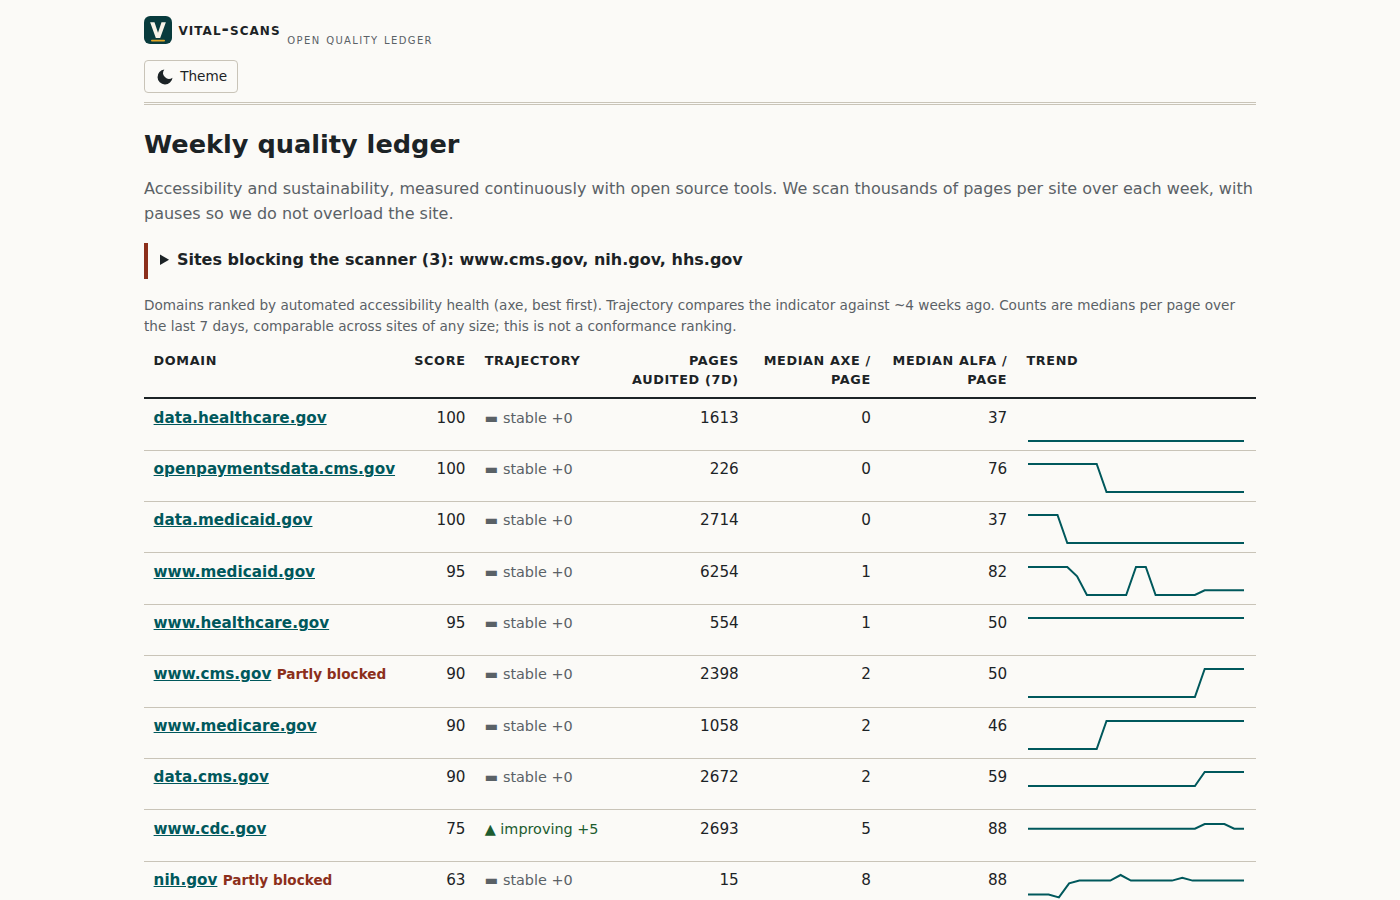 V VITAL-SCANS OPEN QUALITY LEDGER
Theme
Weekly quality ledger
Accessibility and sustainability, measured continuously with open source tools. We scan thousands of pages per site over each week, with
pauses so we do not overload the site.
Sites blocking the scanner (3): www.cms.gov, nih.gov, hhs.gov
Domains ranked by automated accessibility health (axe, best first). Trajectory compares the indicator against ~4 weeks ago. Counts are medians per page over
the last 7 days, comparable across sites of any size; this is not a conformance ranking.
DOMAIN SCORE TRAJECTORY PAGES AUDITED (7D) MEDIAN AXE / PAGE MEDIAN ALFA / PAGE TREND
data.healthcare.gov 100 ▬ stable +0 1613 0 37
openpaymentsdata.cms.gov 100 ▬ stable +0 226 0 76
data.medicaid.gov 100 ▬ stable +0 2714 0 37
www.medicaid.gov 95 ▬ stable +0 6254 1 82
www.healthcare.gov 95 ▬ stable +0 554 1 50
www.cms.gov Partly blocked 90 ▬ stable +0 2398 2 50
www.medicare.gov 90 ▬ stable +0 1058 2 46
data.cms.gov 90 ▬ stable +0 2672 2 59
www.cdc.gov 75 ▲ improving +5 2693 5 88
nih.gov Partly blocked 63 ▬ stable +0 15 8 88